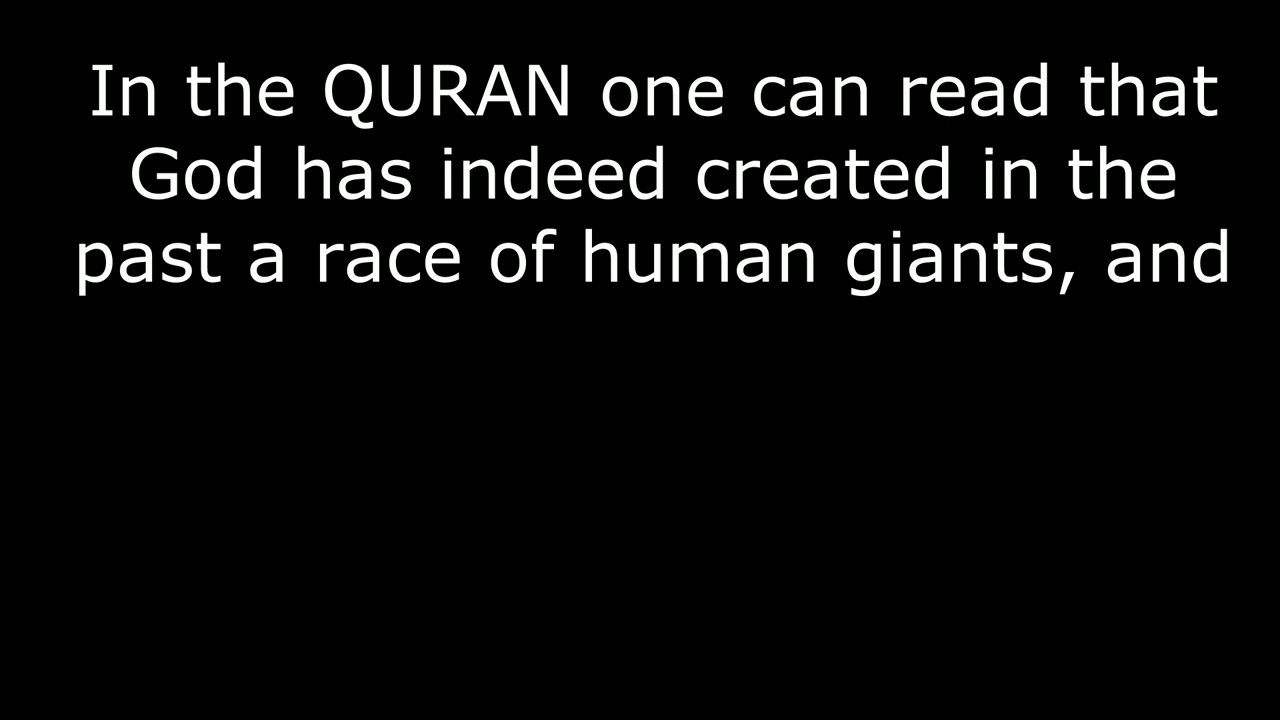 In the QURAN one can read that
God has indeed created in the
past a race of human giants, and